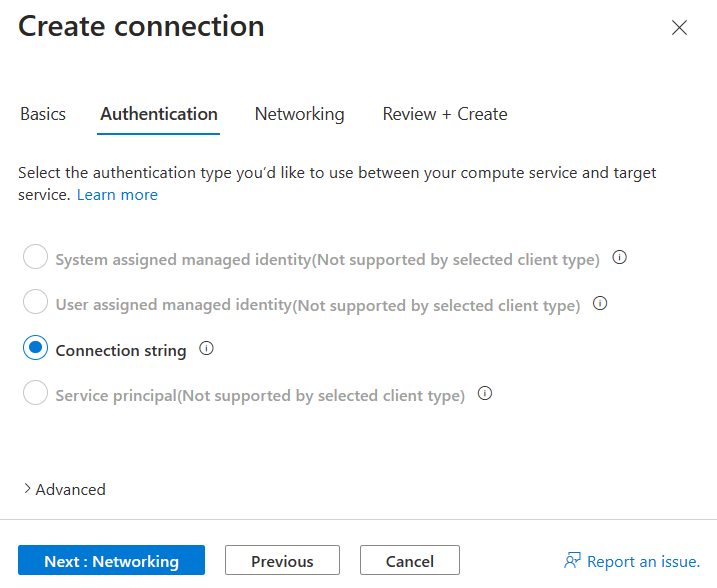 Create connection
Basics
Authentication
Networking
Review + Create
Select the authentication type you'd like to use between your compute service and target
service. Learn more
System assigned managed identity(Not supported by selected client type)
User assigned managed identity(Not supported by selected client type)
Connection string
Service principal(Not supported by selected client type)
Advanced
Next : Networking
Previous
Cancel
Report an issue.